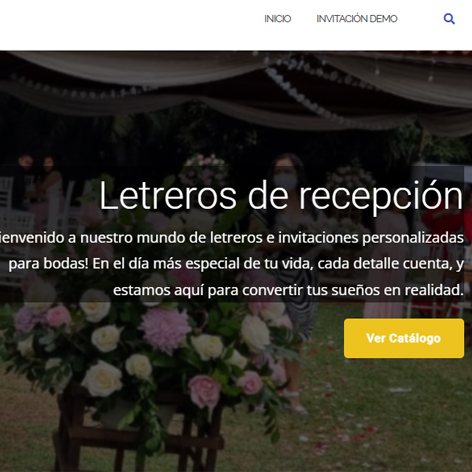 INICIO
INVITACIÓN DEMO
Letreros de recepción
ienvenido a nuestro mundo de letreros e invitaciones personalizadas
para bodas! En el día más especial de tu vida, cada detalle cuenta, y
estamos aquí para convertir tus sueños en realidad.
Ver Catálogo